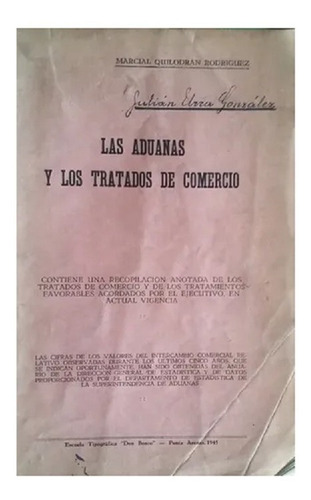 MARCIAL QUILODRAN RODRIGUEZ
Julián González
LAS ADUANAS
Y LOS TRATADOS DE COMERCIO
CONTIENE UNA RECOPILACION ANOTADA DE LOS
TRATADOS DE COMERCIO Y DE LOS TRATAMIENTOS
FAVORABLES ACORDADOS POR EL EJECUTIVO, EN
ACTUAL VIGENCIA
LAS CIFRAS DE LOS VALORES DEL INTERCAMBIO COMERCIAL RE-
LATIVO, OBSERVADAS DURANTE LOS ULTIMOS CINCO AÑOS, QUE
SE INDICAN OPORTUNAMENTE, HAN SIDO OBTENIDAS DEL ANUA-
RIO DE LA DIRECCION GENERAL DE ESTADISTICA Y DE DATOS
PROPORCIONADOS POR EL DEPARTAMENTO DE ESTADISTICA DE
LA SUPERINTENDENCIA DE ADUANAS
Escuela Tipográfica "Don Bosco" — Punta Arenas,